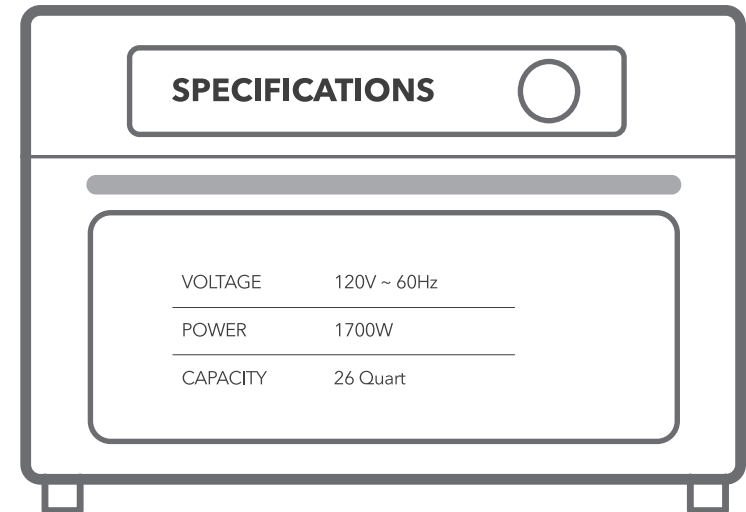 SPECIFICATIONS
VOLTAGE 120V ~ 60Hz
POWER 1700W
CAPACITY 26 Quart